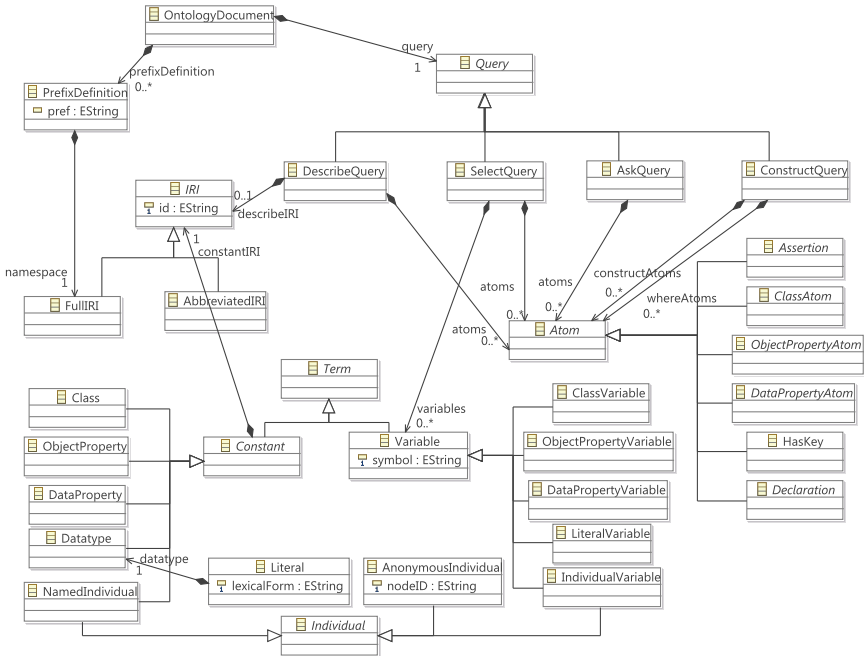 OntologyDocument
query
1
Query
prefixDefinition
0..*
PrefixDefinition
pref : EString
DescribeQuery
SelectQuery
AskQuery
ConstructQuery
IRI
id : EString
0..1
describeIRI
1
constantIRI
Assertion
namespace
1
atoms
atoms
constructAtoms
0..*
0..*
0..*
whereAtoms
0..*
FullIRI
AbbreviatedIRI
ClassAtom
atoms
0..*
Atom
ObjectPropertyAtom
Term
Class
variables
0..*
ClassVariable
DataPropertyAtom
ObjectProperty
Constant
Variable
symbol : EString
ObjectPropertyVariable
HasKey
DataProperty
DataPropertyVariable
Declaration
Datatype
LiteralVariable
datatype
1
Literal
lexicalForm : EString
AnonymousIndividual
nodeID : EString
IndividualVariable
NamedIndividual
Individual